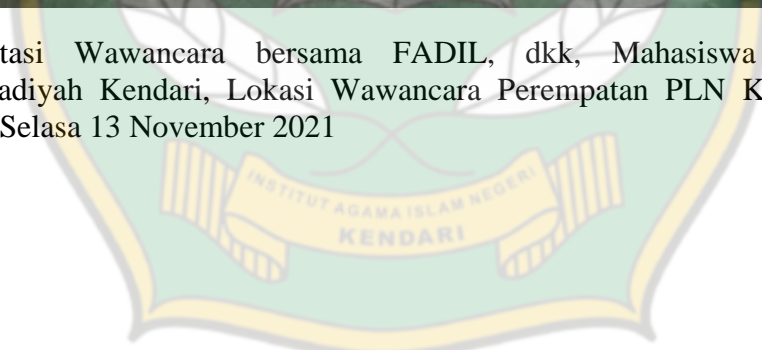 tasi Wawancara bersama FADIL, dkk, Mahasiswa
adiyah Kendari, Lokasi Wawancara Perempatan PLN K
Selasa 13 November 2021
INSTITUT AGAMA ISLAM NEGERI
KENDARI